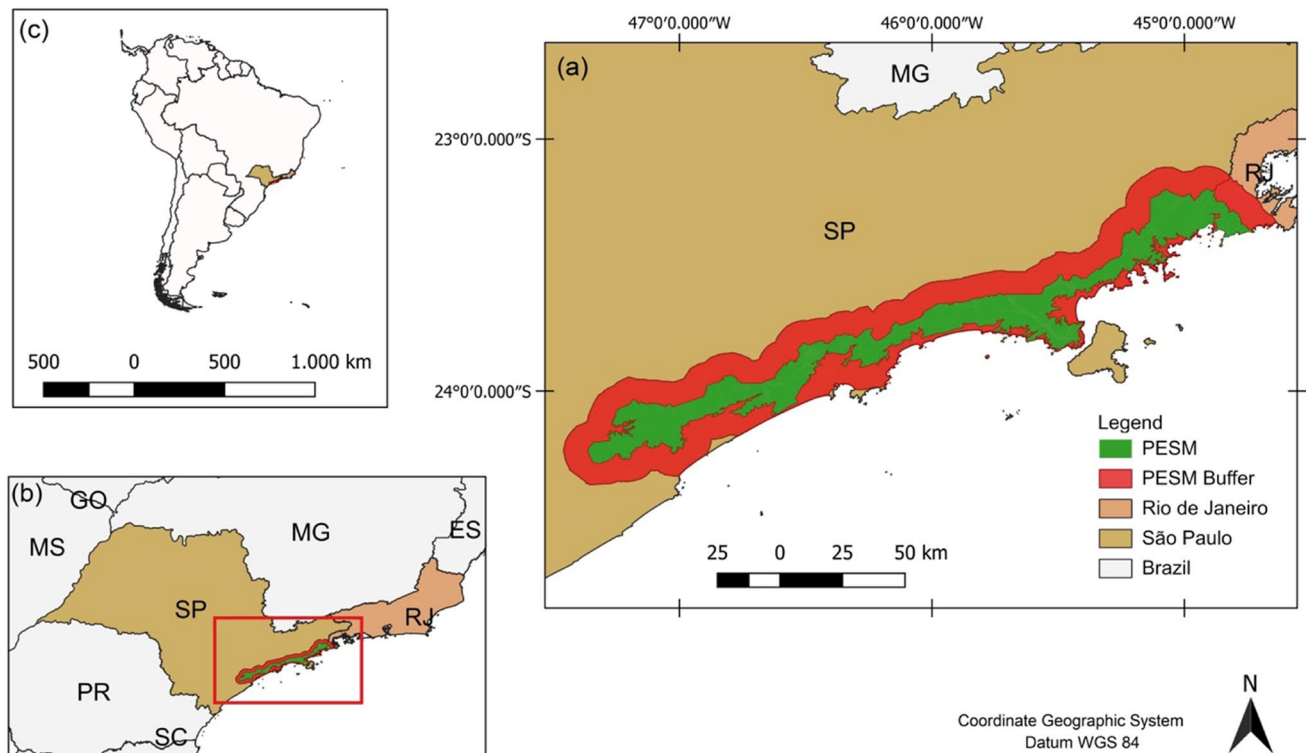 (c)
500 0 500 1.000 km
(b)
GO
MS
MG
ES
SP
RJ
PR
SC
47°0'0.000"W 46°0'0.000"W 45°0'0.000"W
(a)
MG
23°0'0.000"S
RJ
SP
24°0'0.000"S
Legend
PESM
PESM Buffer
Rio de Janeiro
São Paulo
Brazil
25 0 25 50 km
N
Coordinate Geographic System
Datum WGS 84